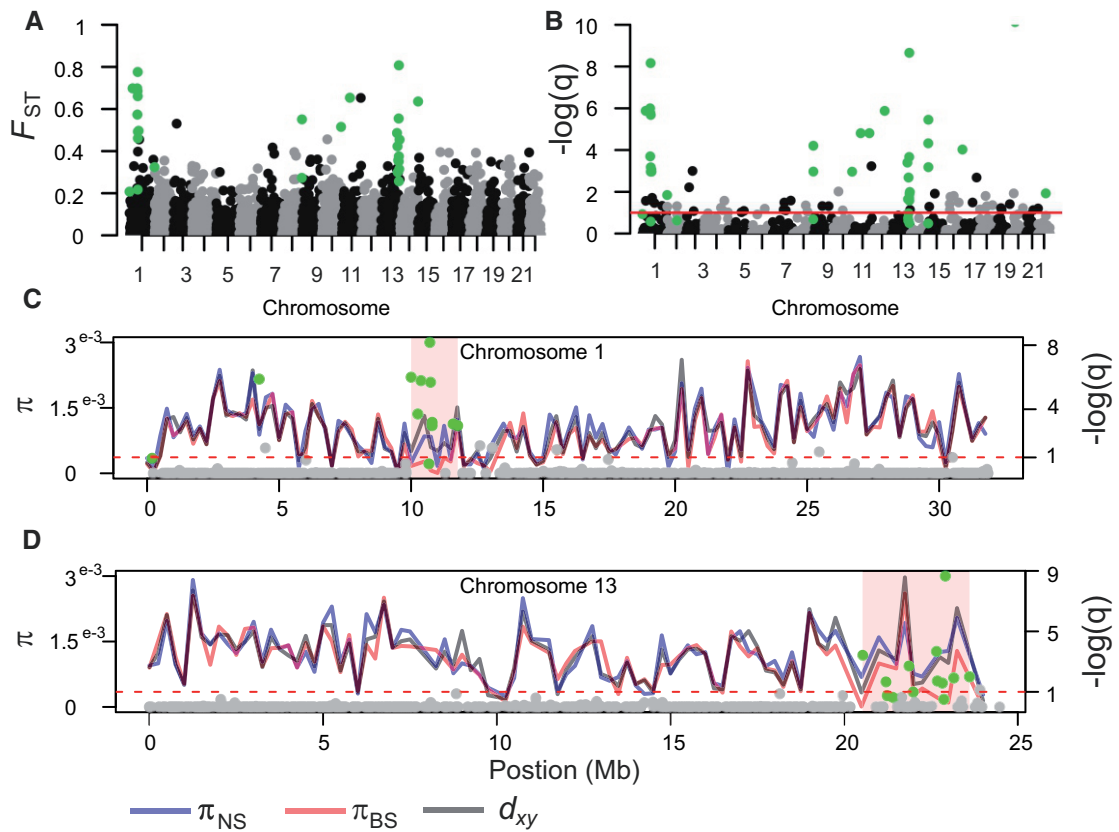 A
B
1
0.8
0.6
0.4
0.2
0
F_ST
1 3 5 7 9 11 13 15 17 19 21
Chromosome
10
8
6
4
2
0
-log(q)
1 3 5 7 9 11 13 15 17 19 21
Chromosome
C
Chromosome 1
3 e-3
1.5 e-3
0
π
8
4
1
-log(q)
0 5 10 15 20 25 30
D
Chromosome 13
3 e-3
1.5 e-3
0
π
9
5
1
-log(q)
0 5 10 15 20 25
Postion (Mb)
π_NS π_BS d_xy